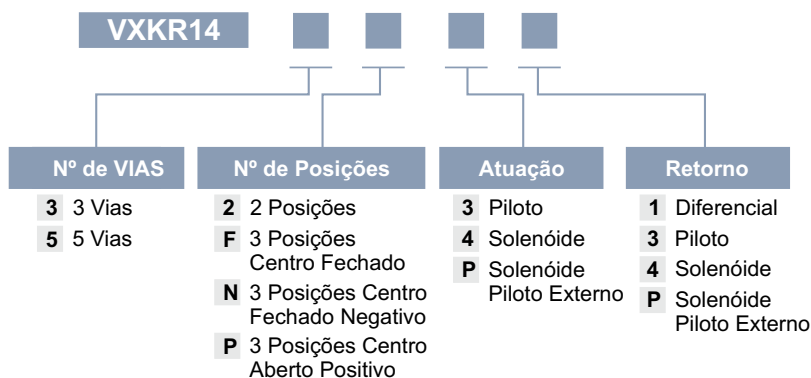 VXKR14
Nº de VIAS
3 3 Vias
5 5 Vias
Nº de Posições
2 2 Posições
F 3 Posições
Centro Fechado
N 3 Posições Centro
Fechado Negativo
P 3 Posições Centro
Aberto Positivo
Atuação
3 Piloto
4 Solenóide
P Solenóide
Piloto Externo
Retorno
1 Diferencial
3 Piloto
4 Solenóide
P Solenóide
Piloto Externo